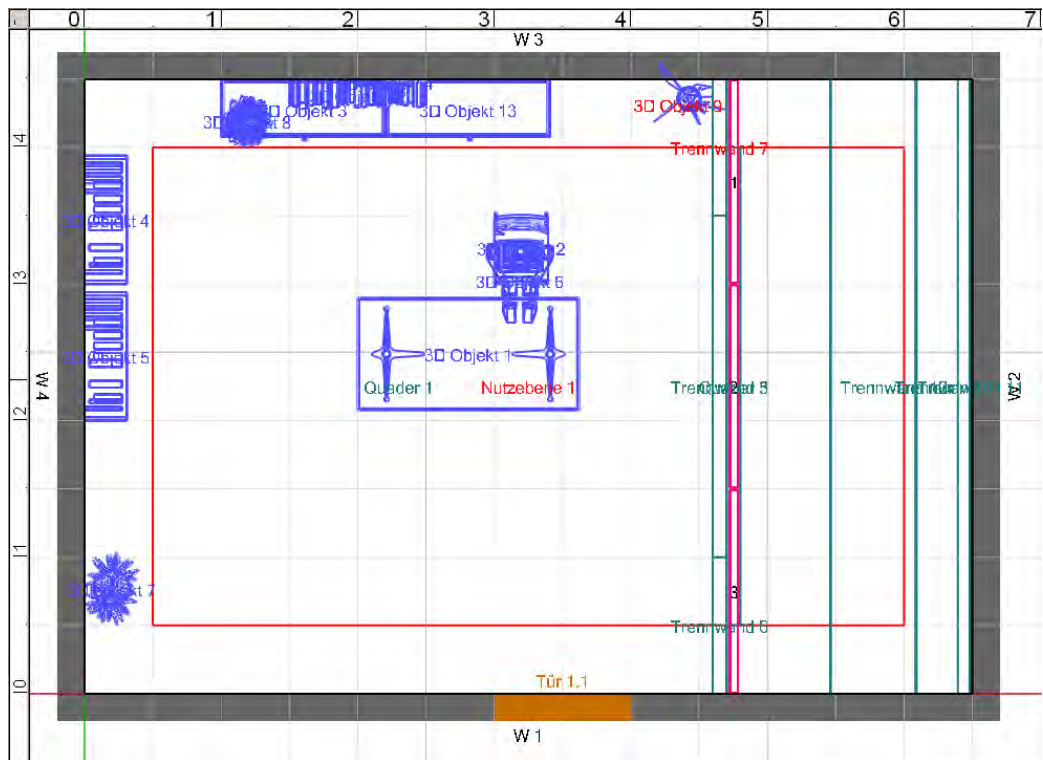 0 1 2 3 4 5 6 7
W 3
3D Objekt 3
3D Objekt 13
3D Objekt 9
3D Objekt 8
4
Trennwand 7
1
3D Objekt 4
3D Objekt 6
3
3D Objekt 5
3D Objekt 1
Quader 1
Nutzebene 1
W 4
W 2
2
1
3D Objekt 7
3
Trennwand 6
Tür 1.1
0
W 1